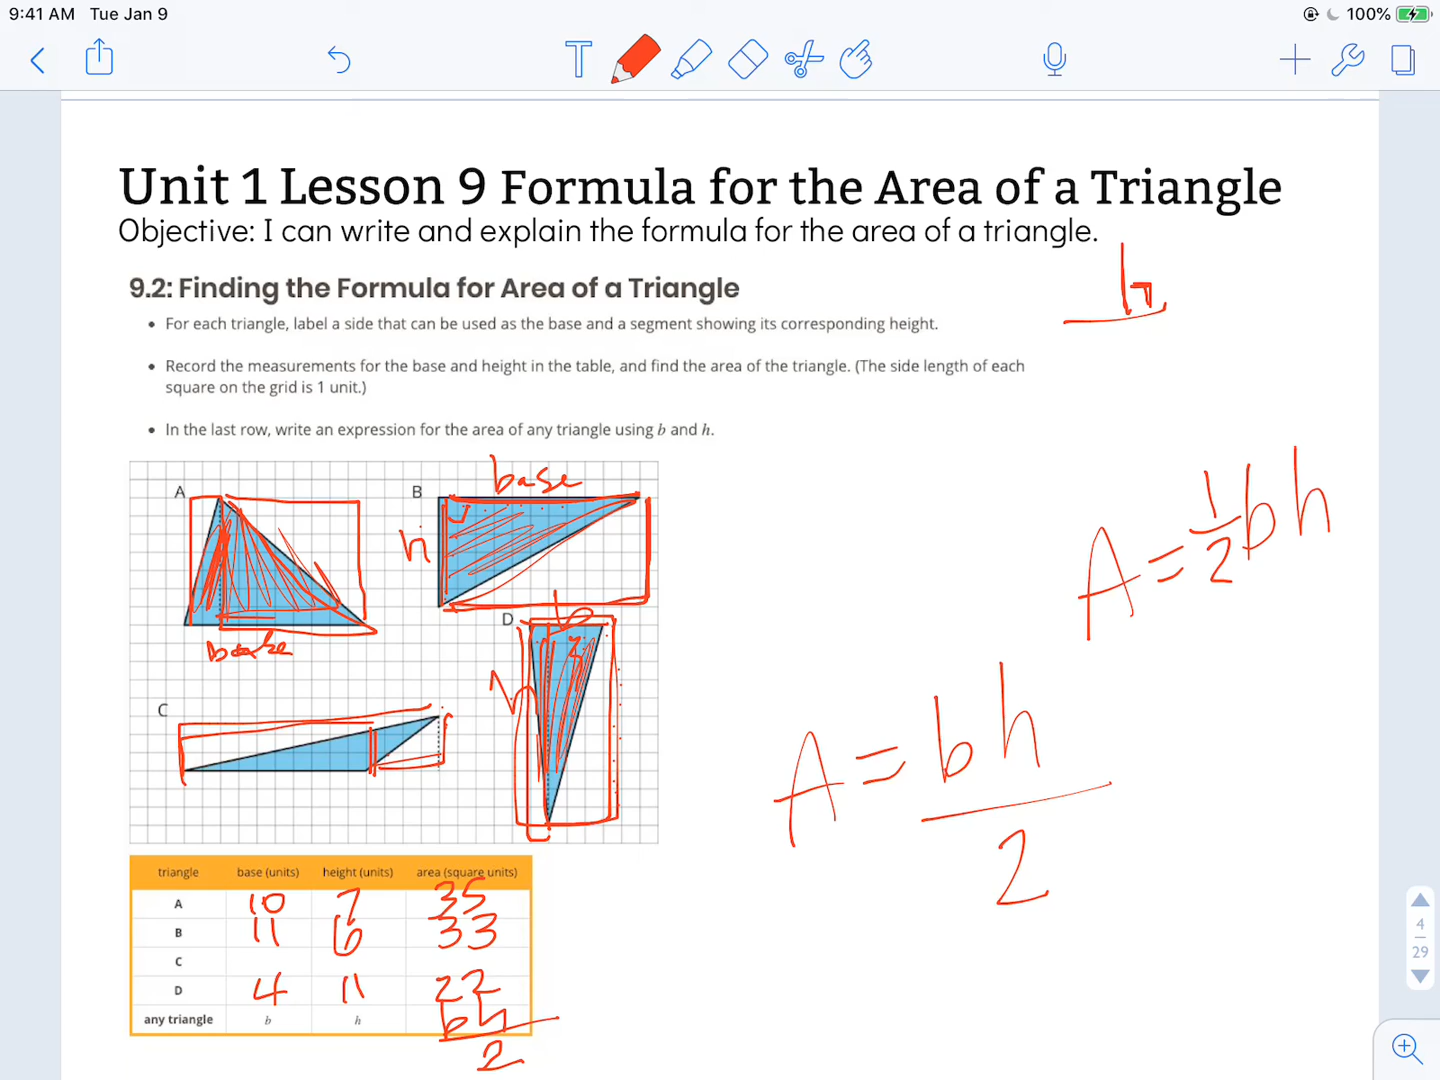 9:41 AM Tue Jan 9
100%
T
Unit 1 Lesson 9 Formula for the Area of a Triangle
Objective: I can write and explain the formula for the area of a triangle.
h
9.2: Finding the Formula for Area of a Triangle
• For each triangle, label a side that can be used as the base and a segment showing its corresponding height.
• Record the measurements for the base and height in the table, and find the area of the triangle. (The side length of each
square on the grid is 1 unit.)
• In the last row, write an expression for the area of any triangle using b and h.
A
B
base
h
base
D
b
h
C
A = 1/2 b h
A = bh/2
triangle base (units) height (units) area (square units)
A 10 7 35
B 11 6 33
C
D 4 11 22
any triangle b h bh/2
4
29